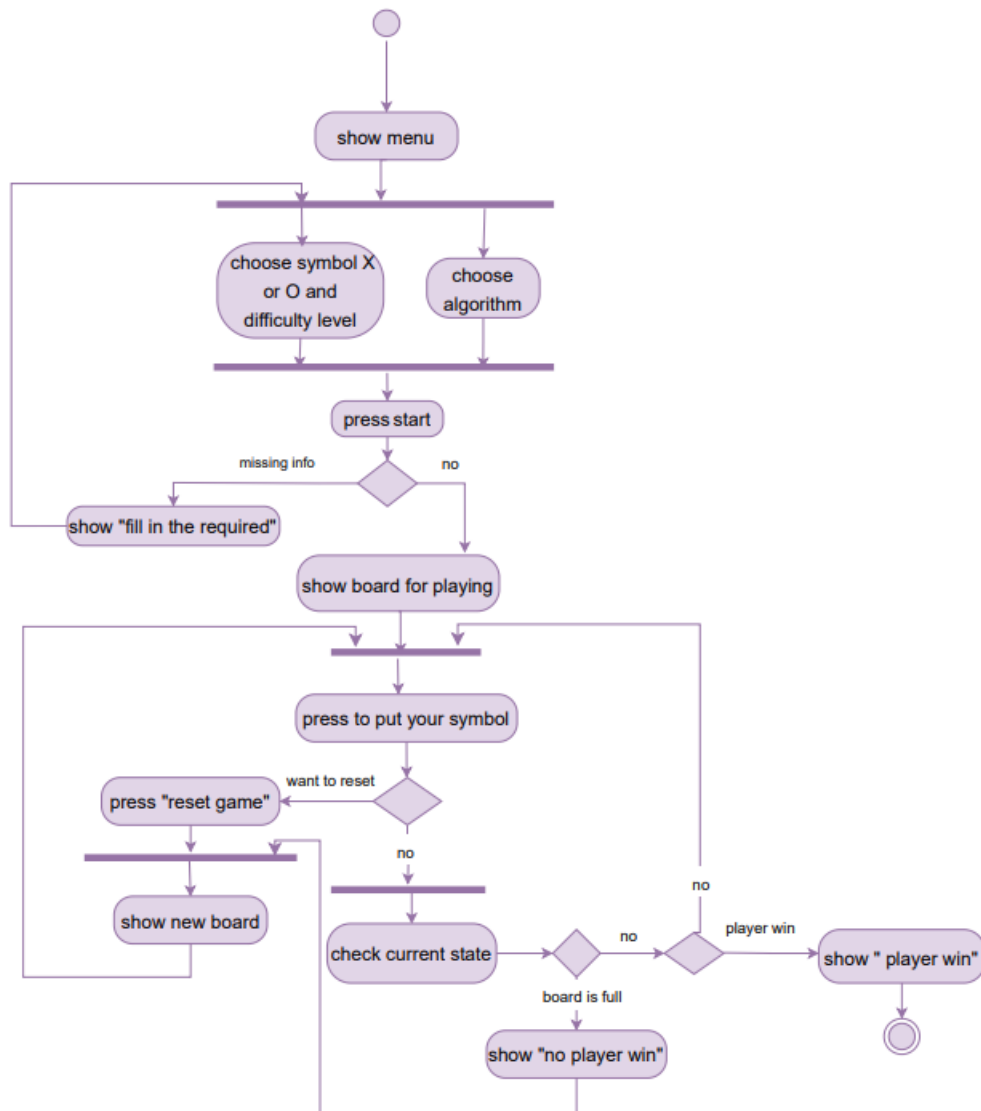 show menu
choose symbol X
or O and
difficulty level
choose
algorithm
press start
missing info
no
show "fill in the required"
show board for playing
press to put your symbol
want to reset
press "reset game"
no
no
show new board
check current state
no
player win
show " player win"
board is full
show "no player win"